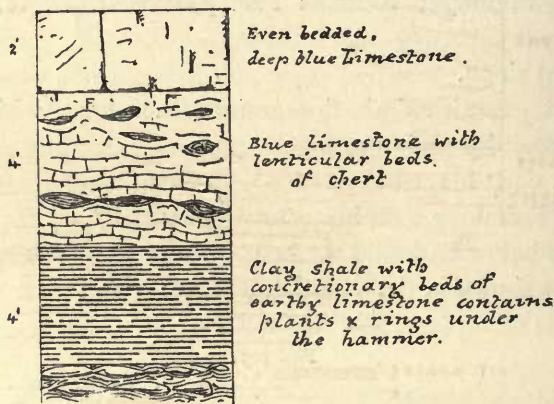 2'
Even bedded,
deep blue Limestone.
F
4'
Blue limestone with
lenticular beds.
of chert
4'
Clay shale with
concretionary beds of
earthy limestone contains
plants & rings under
the hammer.